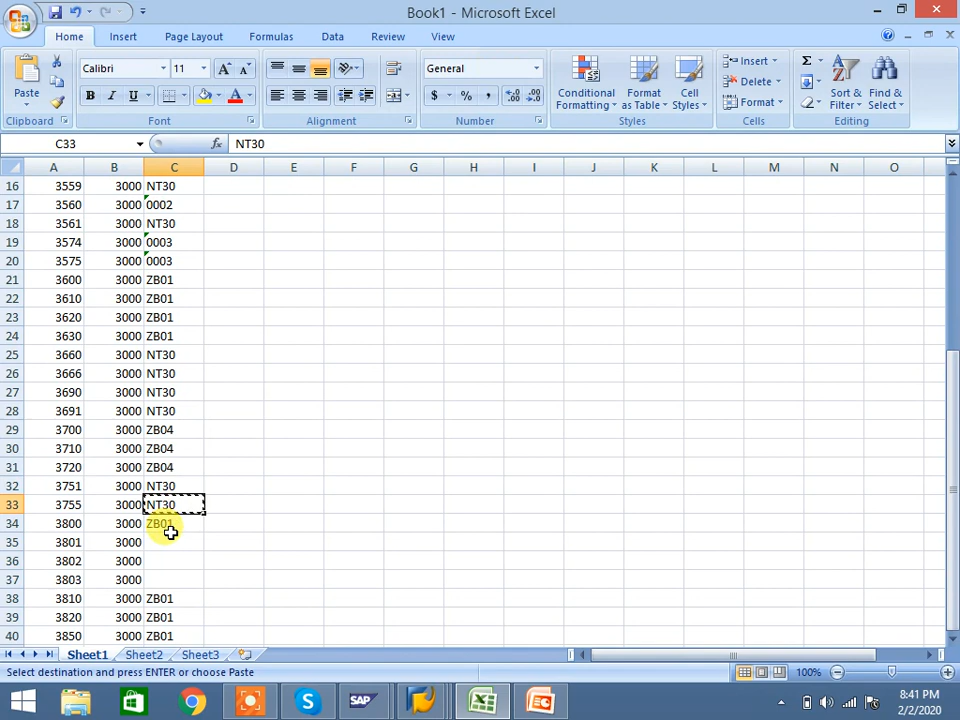 Book1 - Microsoft Excel
Home Insert Page Layout Formulas Data Review View
Paste
Calibri 11
General
Conditional Formatting
Format as Table
Cell Styles
Insert
Delete
Format
Sort & Filter
Find & Select
Clipboard Font Alignment Number Styles Cells Editing
C33 fx NT30
A B C D E F G H I J K L M N O
16 3559 3000 NT30
17 3560 3000 0002
18 3561 3000 NT30
19 3574 3000 0003
20 3575 3000 0003
21 3600 3000 ZB01
22 3610 3000 ZB01
23 3620 3000 ZB01
24 3630 3000 ZB01
25 3660 3000 NT30
26 3666 3000 NT30
27 3690 3000 NT30
28 3691 3000 NT30
29 3700 3000 ZB04
30 3710 3000 ZB04
31 3720 3000 ZB04
32 3751 3000 NT30
33 3755 3000 NT30
34 3800 3000 ZB01
35 3801 3000
36 3802 3000
37 3803 3000
38 3810 3000 ZB01
39 3820 3000 ZB01
40 3850 3000 ZB01
Sheet1 Sheet2 Sheet3
Select destination and press ENTER or choose Paste 100%
SAP
8:41 PM
2/2/2020